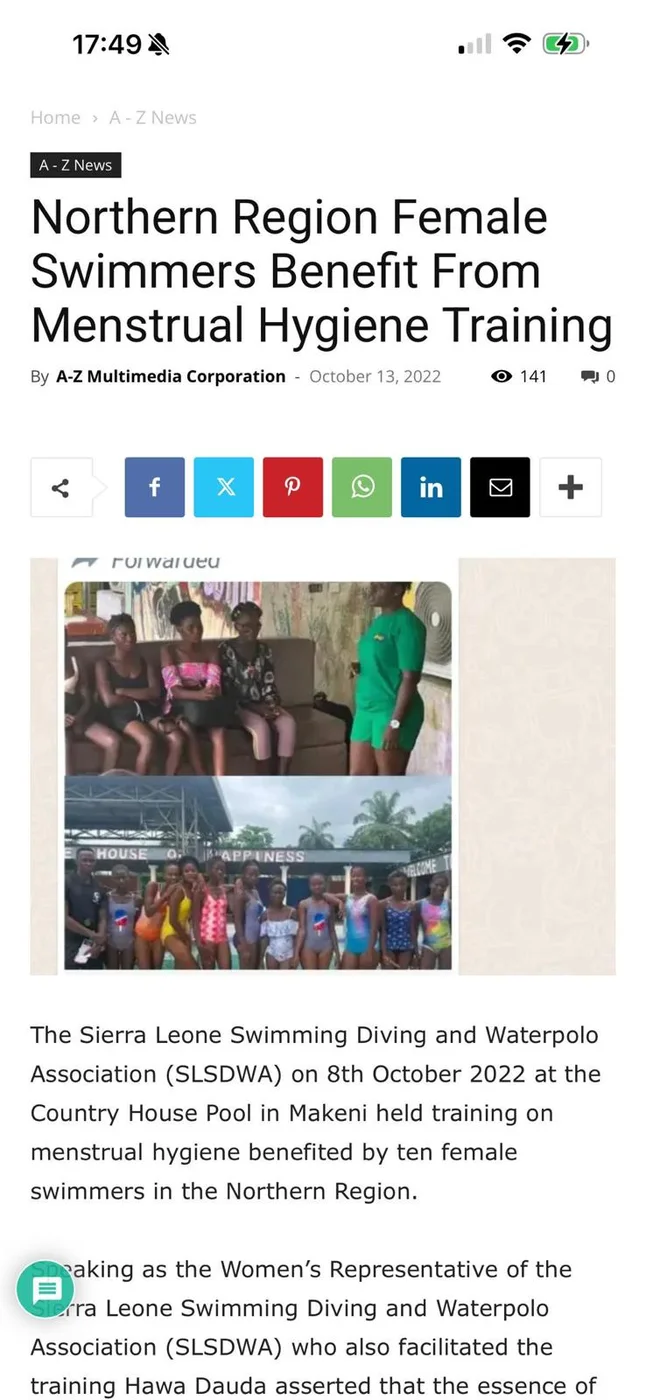 17:49
Home › A - Z News
A - Z News
Northern Region Female
Swimmers Benefit From
Menstrual Hygiene Training
By A-Z Multimedia Corporation - October 13, 2022 141 0
Forwarded
HOUSE
APPINESS
WELCOME
The Sierra Leone Swimming Diving and Waterpolo
Association (SLSDWA) on 8th October 2022 at the
Country House Pool in Makeni held training on
menstrual hygiene benefited by ten female
swimmers in the Northern Region.
Speaking as the Women’s Representative of the
Sierra Leone Swimming Diving and Waterpolo
Association (SLSDWA) who also facilitated the
training Hawa Dauda asserted that the essence of